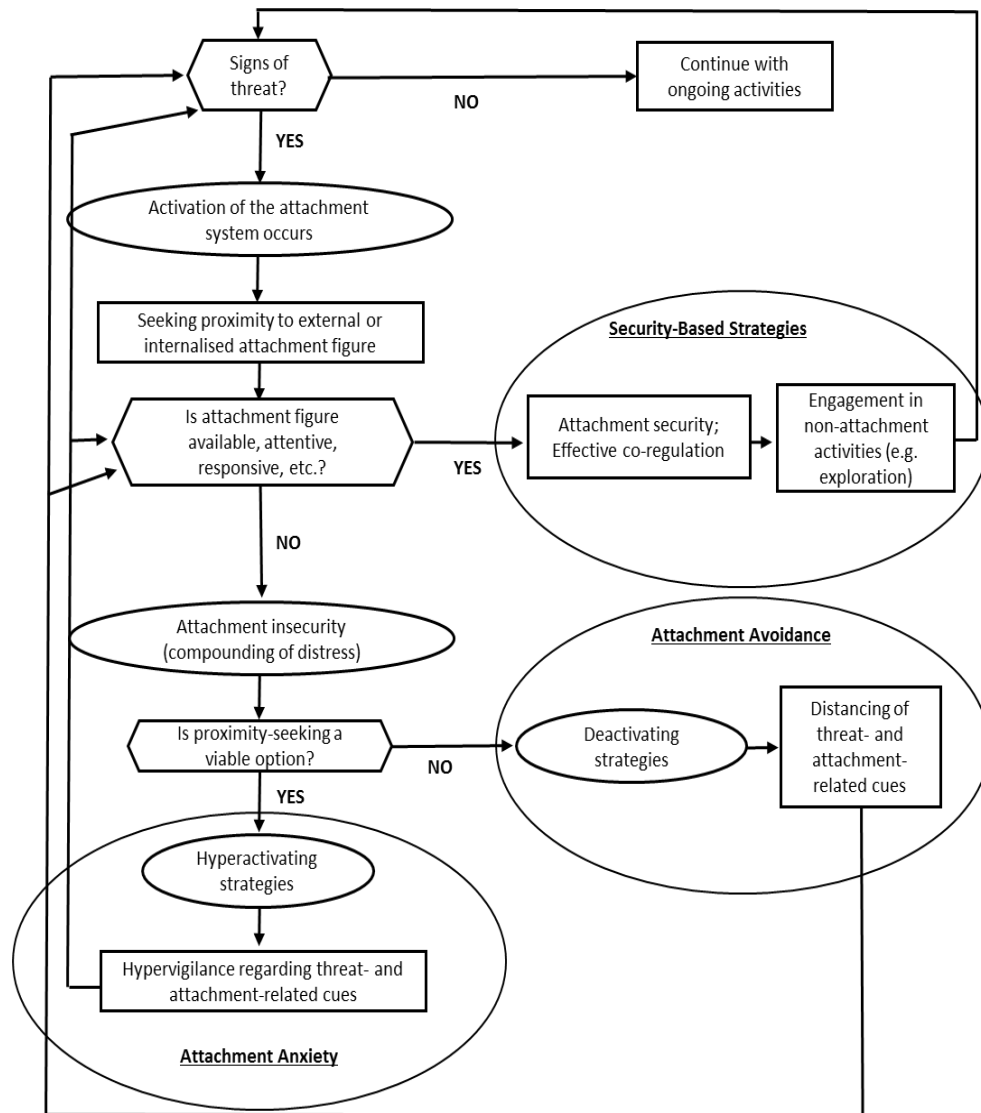 Signs of
threat?
NO
Continue with
ongoing activities
YES
Activation of the attachment
system occurs
Seeking proximity to external or
internalised attachment figure
Is attachment figure
available, attentive,
responsive, etc.?
YES
Security-Based Strategies
Attachment security;
Effective co-regulation
Engagement in
non-attachment
activities (e.g.
exploration)
NO
Attachment insecurity
(compounding of distress)
Is proximity-seeking a
viable option?
NO
Attachment Avoidance
Deactivating
strategies
Distancing of
threat- and
attachment-
related cues
YES
Hyperactivating
strategies
Hypervigilance regarding threat- and
attachment-related cues
Attachment Anxiety